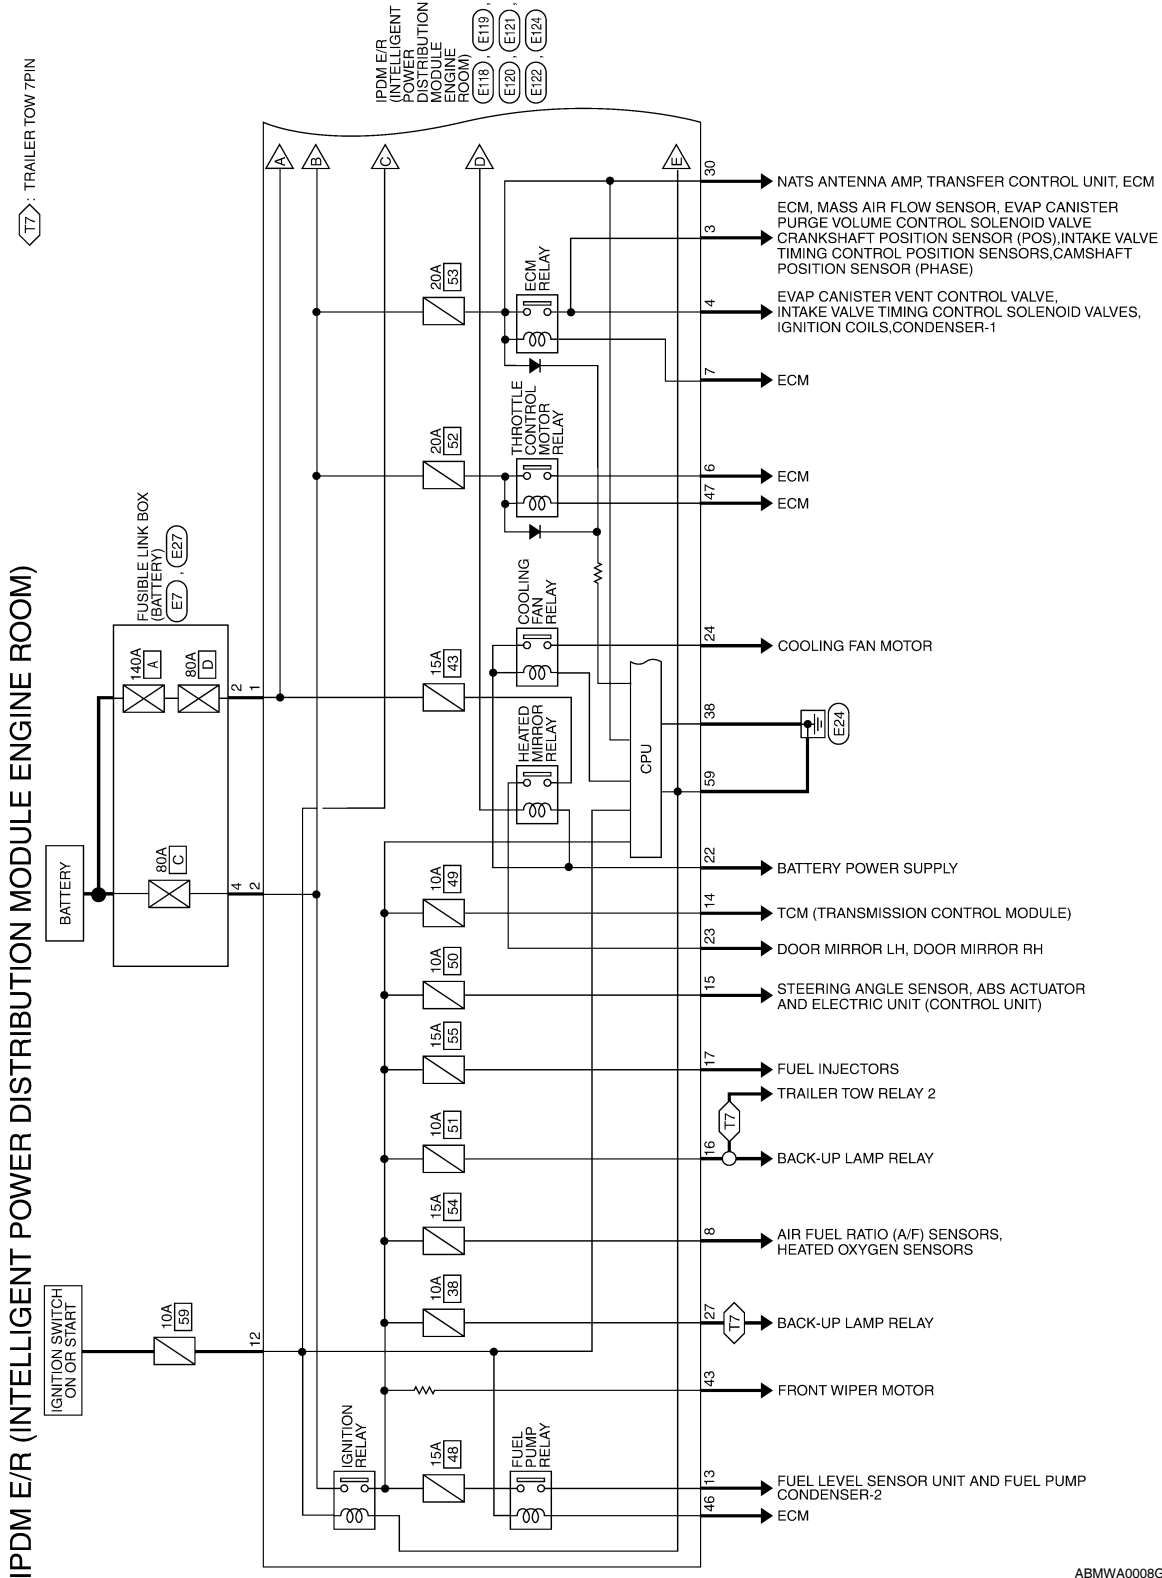 IPDM E/R (INTELLIGENT POWER DISTRIBUTION MODULE ENGINE ROOM)
T7 : TRAILER TOW 7PIN
BATTERY
IGNITION SWITCH
ON OR START
10A
59
12
FUSIBLE LINK BOX
(BATTERY)
E7 , E27
140A
A
80A
D
2
1
80A
C
4
2
IPDM E/R
(INTELLIGENT
POWER
DISTRIBUTION
MODULE
ENGINE
ROOM)
E118 , E119 ,
E120 , E121 ,
E122 , E124
A
B
C
D
E
20A
53
ECM
RELAY
20A
52
THROTTLE
CONTROL
MOTOR
RELAY
COOLING
FAN
RELAY
15A
43
HEATED
MIRROR
RELAY
CPU
10A
49
10A
50
15A
55
10A
51
15A
54
10A
38
IGNITION
RELAY
15A
48
FUEL
PUMP
RELAY
30
NATS ANTENNA AMP, TRANSFER CONTROL UNIT, ECM
3
ECM, MASS AIR FLOW SENSOR, EVAP CANISTER
PURGE VOLUME CONTROL SOLENOID VALVE
CRANKSHAFT POSITION SENSOR (POS),INTAKE VALVE
TIMING CONTROL POSITION SENSORS,CAMSHAFT
POSITION SENSOR (PHASE)
4
EVAP CANISTER VENT CONTROL VALVE,
INTAKE VALVE TIMING CONTROL SOLENOID VALVES,
IGNITION COILS,CONDENSER-1
7
ECM
6
ECM
47
ECM
24
COOLING FAN MOTOR
38
E24
59
22
BATTERY POWER SUPPLY
14
TCM (TRANSMISSION CONTROL MODULE)
23
DOOR MIRROR LH, DOOR MIRROR RH
15
STEERING ANGLE SENSOR, ABS ACTUATOR
AND ELECTRIC UNIT (CONTROL UNIT)
17
FUEL INJECTORS
TRAILER TOW RELAY 2
T7
16
BACK-UP LAMP RELAY
8
AIR FUEL RATIO (A/F) SENSORS,
HEATED OXYGEN SENSORS
27
T7
BACK-UP LAMP RELAY
43
FRONT WIPER MOTOR
13
FUEL LEVEL SENSOR UNIT AND FUEL PUMP
CONDENSER-2
46
ECM
ABMWA0008G